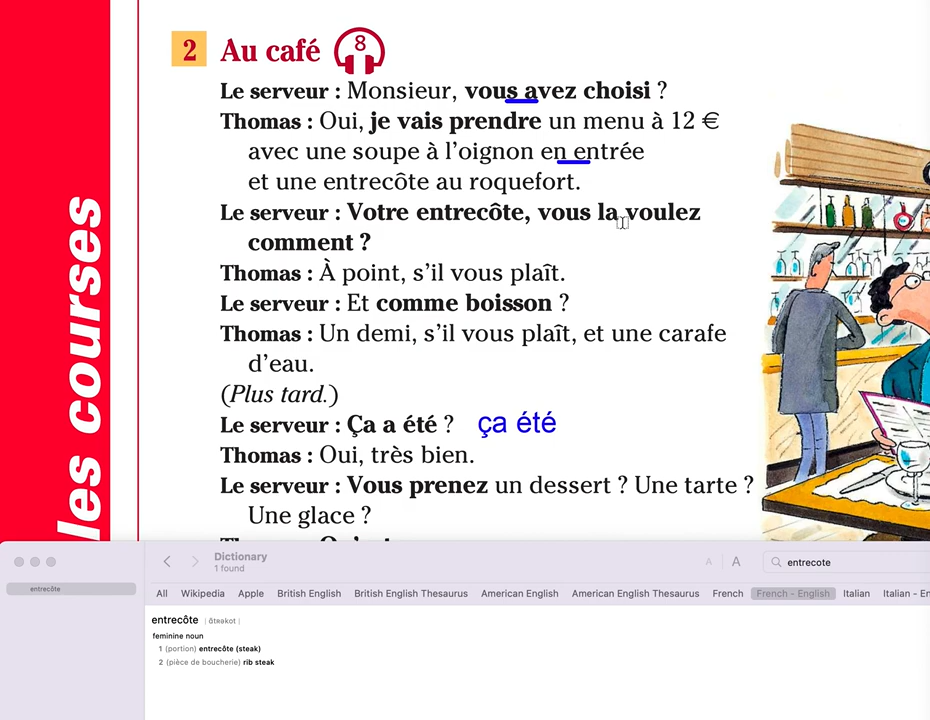 les courses
2 Au café 8
Le serveur : Monsieur, vous avez choisi ?
Thomas : Oui, je vais prendre un menu à 12 €
avec une soupe à l'oignon en entrée
et une entrecôte au roquefort.
Le serveur : Votre entrecôte, vous la voulez
comment ?
Thomas : À point, s'il vous plaît.
Le serveur : Et comme boisson ?
Thomas : Un demi, s'il vous plaît, et une carafe
d'eau.
(Plus tard.)
Le serveur : Ça a été ? ça été
Thomas : Oui, très bien.
Le serveur : Vous prenez un dessert ? Une tarte ?
Une glace ?
Dictionary
1 found
A A
entrecote
entrecôte
All Wikipedia Apple British English British English Thesaurus American English American English Thesaurus French French - English Italian Italian - En
entrecôte | ɑ̃tʀəkot |
feminine noun
1 (portion) entrecôte (steak)
2 (pièce de boucherie) rib steak